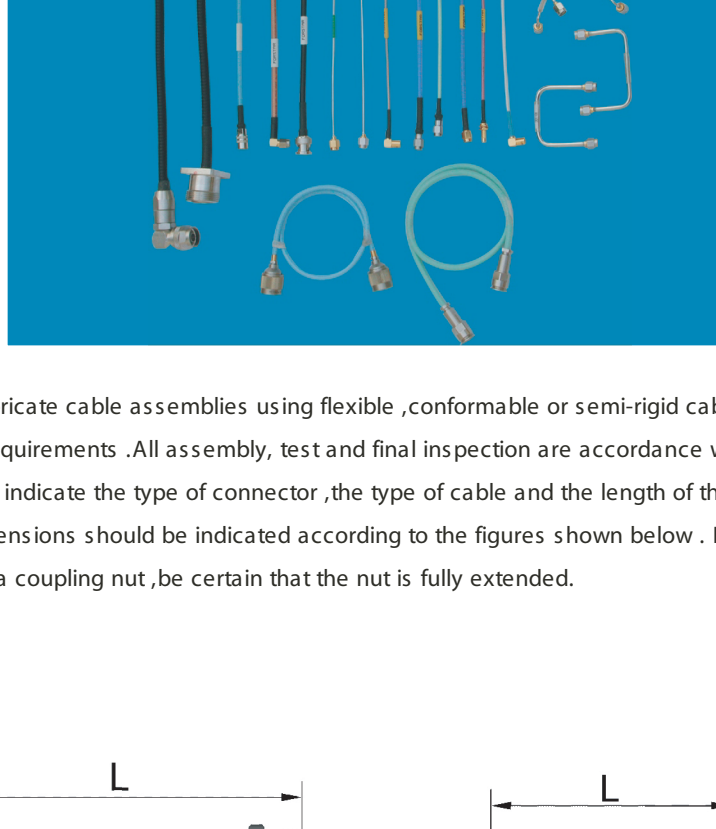 ricate cable assemblies using flexible ,conformable or semi-rigid cab
quirements .All assembly, test and final inspection are accordance
indicate the type of connector ,the type of cable and the length of th
ensions should be indicated according to the figures shown below .
a coupling nut ,be certain that the nut is fully extended.
L
L